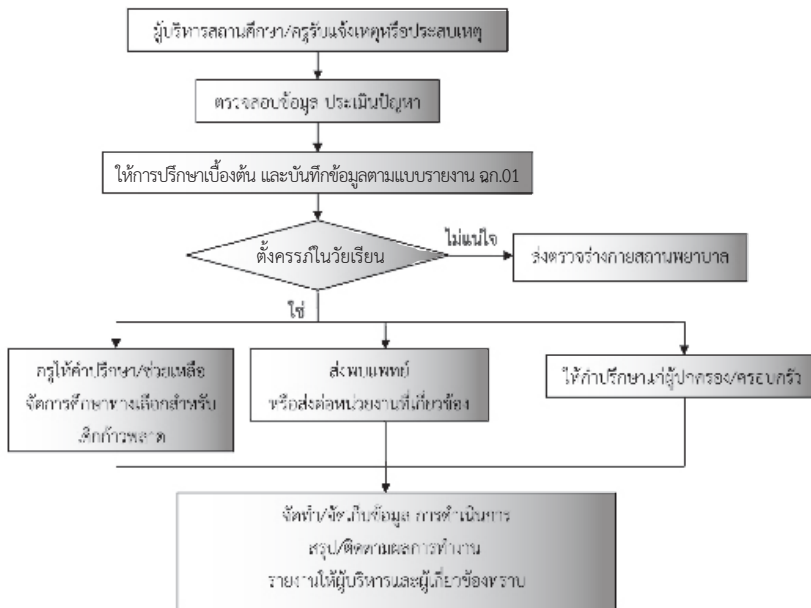 ผู้บริหารสถานศึกษา/ครูรับแจ้งเหตุหรือประสบเหตุ
ตรวจสอบข้อมูล ประเมินปัญหา
ให้การปรึกษาเบื้องต้น และบันทึกข้อมูลตามแบบรายงาน ฉก.01
ตั้งครรภ์ในวัยเรียน
ไม่แน่ใจ
ส่งตรวจร่างกายสถานพยาบาล
ใช่
ครูให้คำปรึกษา/ช่วยเหลือ
จัดการศึกษาทางเลือกสำหรับ
เด็กก้าวพลาด
ส่งพบแพทย์
หรือส่งต่อหน่วยงานที่เกี่ยวข้อง
ให้คำปรึกษาแก่ผู้ปกครอง/ครอบครัว
จัดทำ/จัดเก็บข้อมูล การดำเนินการ
สรุป/ติดตามผลการทำงาน
รายงานให้ผู้บริหารและผู้เกี่ยวข้องทราบ